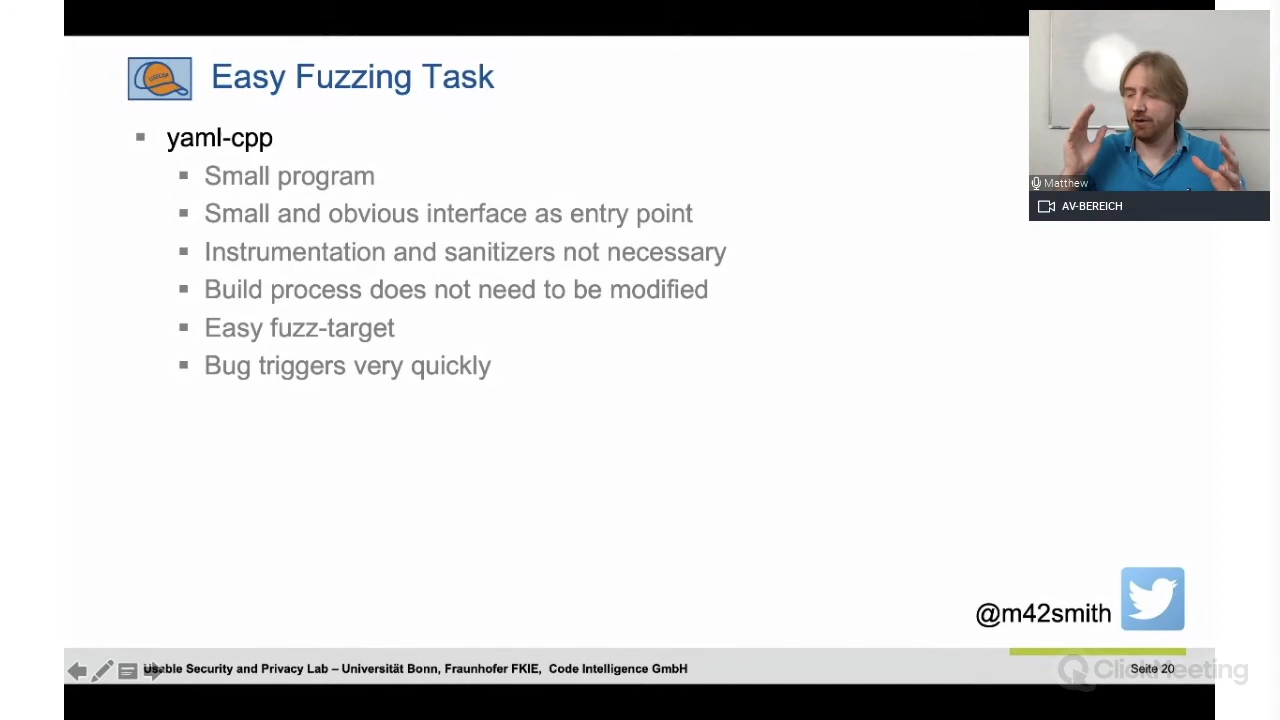 USECAP
Easy Fuzzing Task
yaml-cpp
Small program
Small and obvious interface as entry point
Instrumentation and sanitizers not necessary
Build process does not need to be modified
Easy fuzz-target
Bug triggers very quickly
Matthew
AV-BEREICH
@m42smith
Usable Security and Privacy Lab – Universität Bonn, Fraunhofer FKIE, Code Intelligence GmbH
Seite 20
ClickMeeting